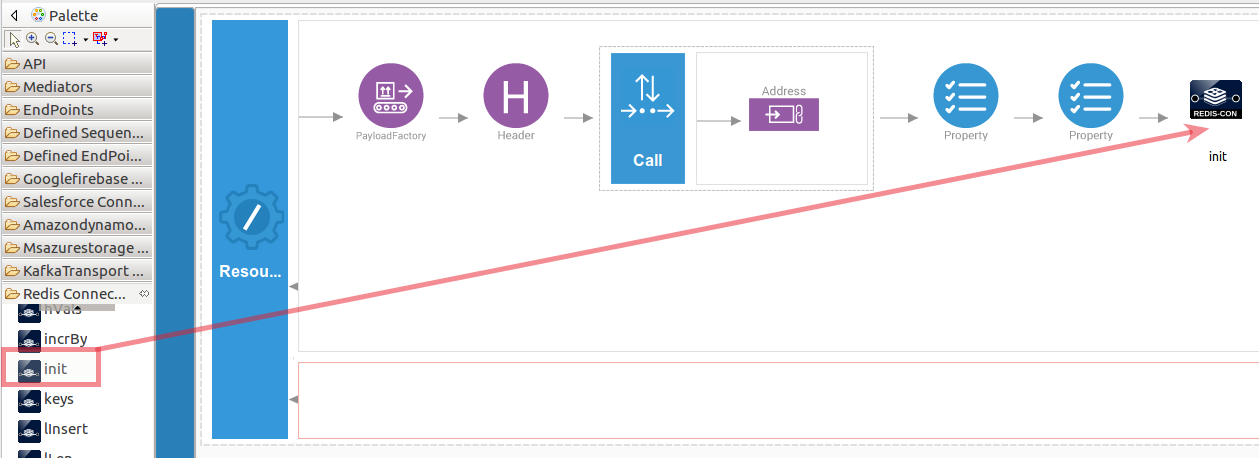 Palette
API
Mediators
EndPoints
Defined Sequen...
Defined EndPoi...
Googlefirebase ...
Salesforce Conn...
Amazondynamo...
Msazurestorage ...
KafkaTransport ...
Redis Connec...
hVals
incrBy
init
keys
lInsert
lLen
Resou...
PayloadFactory
H
Header
Call
Address
Property
Property
REDIS-CON
init